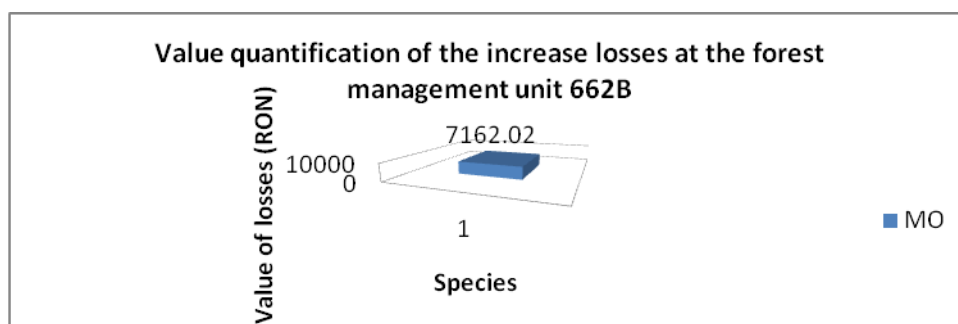 Value quantification of the increase losses at the forest
management unit 662B
Value of losses (RON)
7162.02
10000
0
1
MO
Species